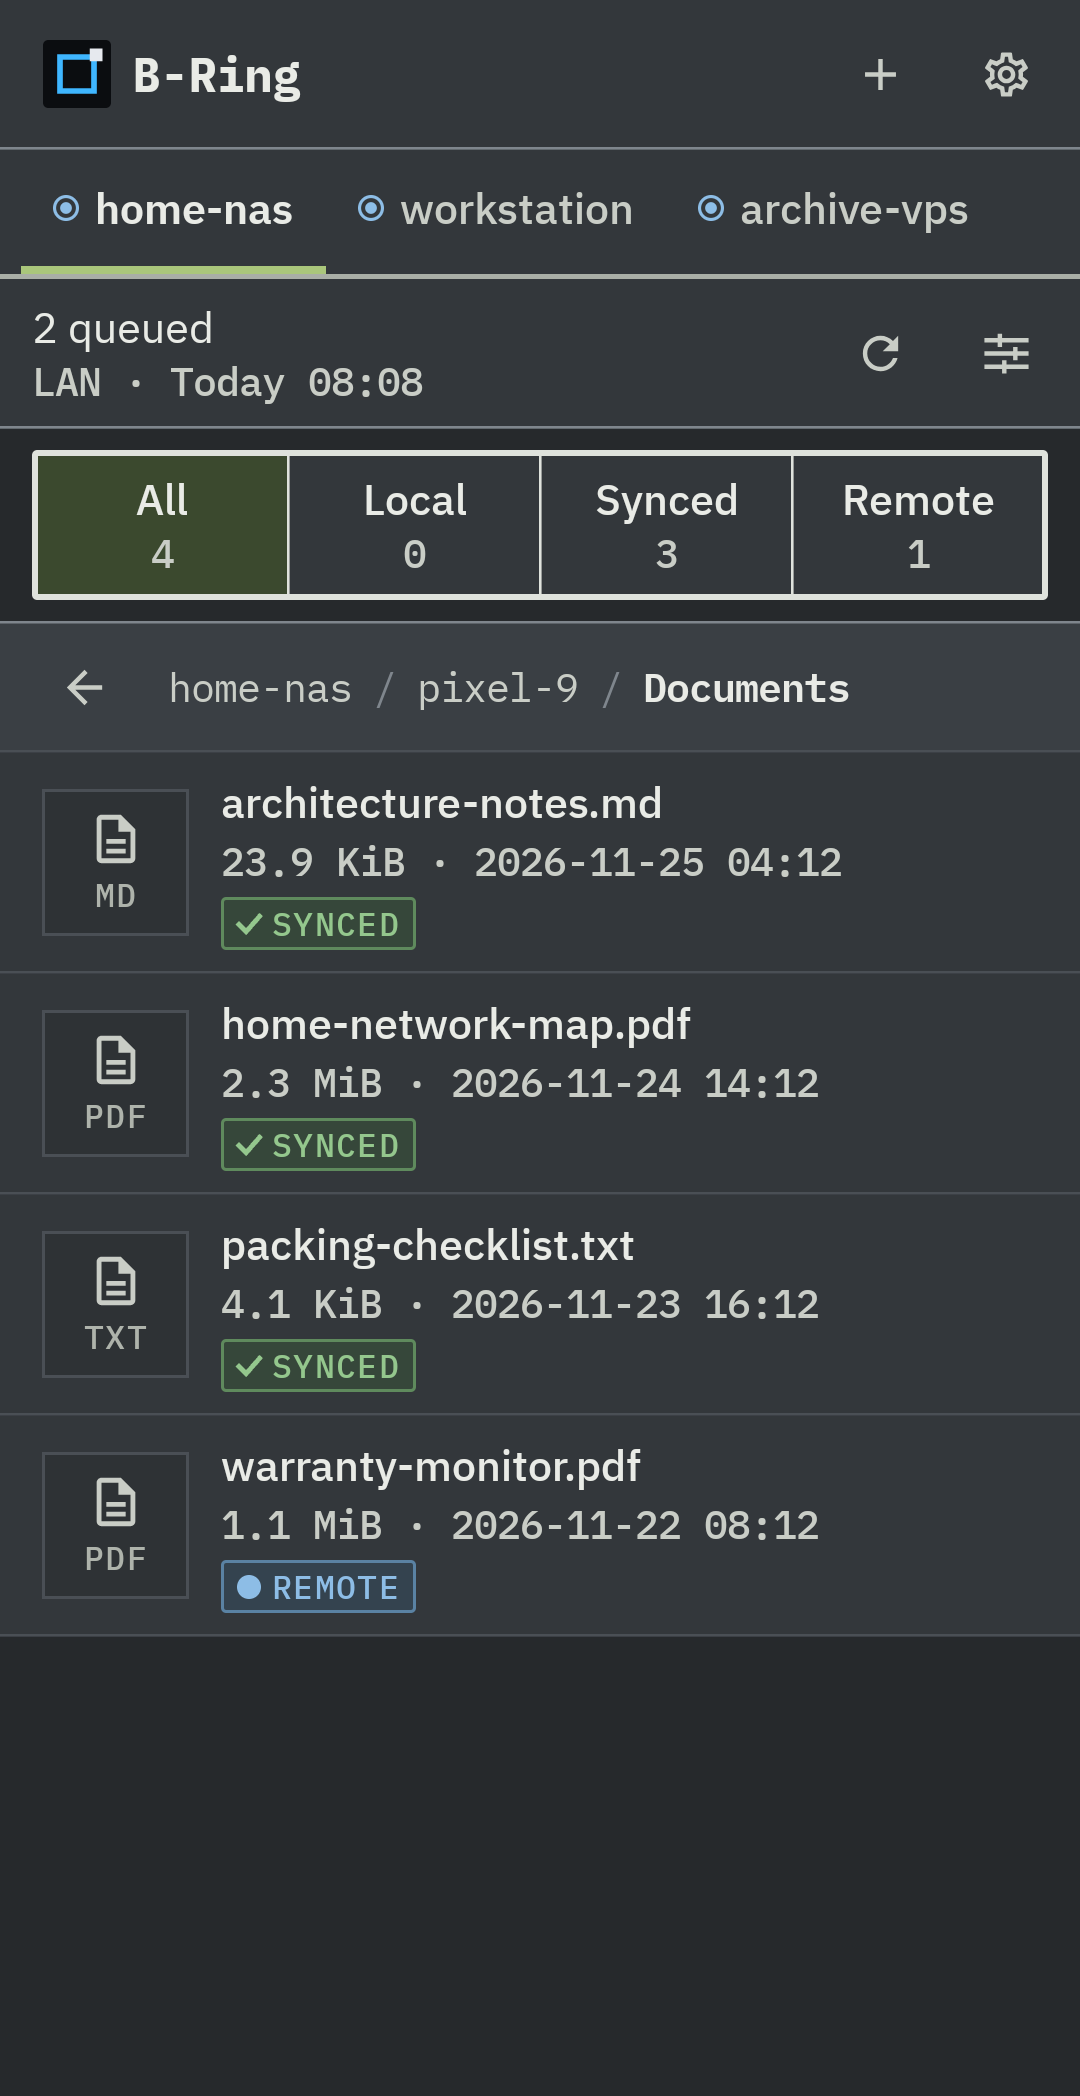 B-Ring
home-nas workstation archive-vps
2 queued
LAN · Today 08:08
All Local Synced Remote
4 0 3 1
home-nas / pixel-9 / Documents
architecture-notes.md
23.9 KiB · 2026-11-25 04:12
MD
SYNCED
home-network-map.pdf
2.3 MiB · 2026-11-24 14:12
PDF
SYNCED
packing-checklist.txt
4.1 KiB · 2026-11-23 16:12
TXT
SYNCED
warranty-monitor.pdf
1.1 MiB · 2026-11-22 08:12
PDF
REMOTE